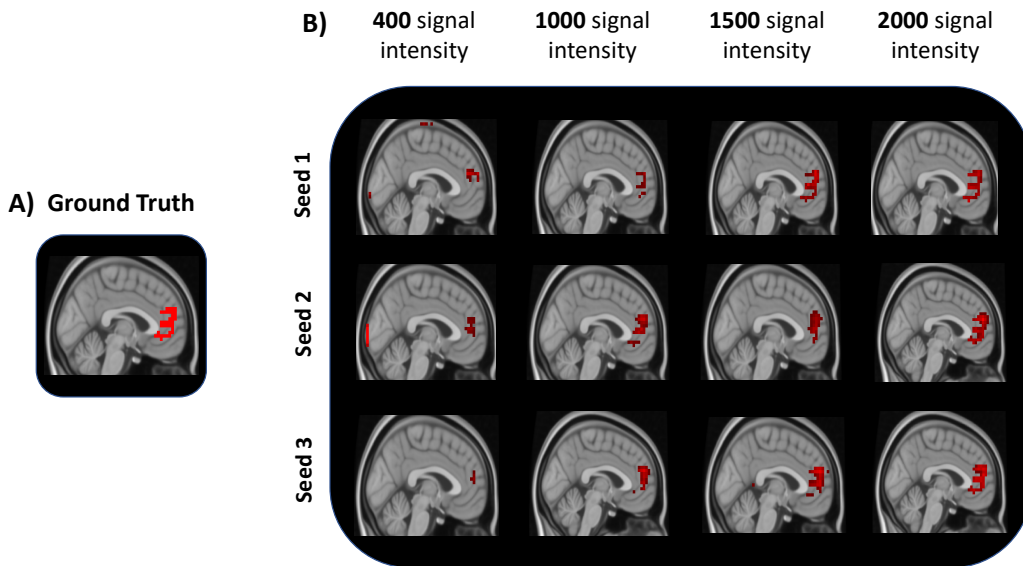 B)
400 signal intensity
1000 signal intensity
1500 signal intensity
2000 signal intensity
Seed 1
A) Ground Truth
Seed 2
Seed 3